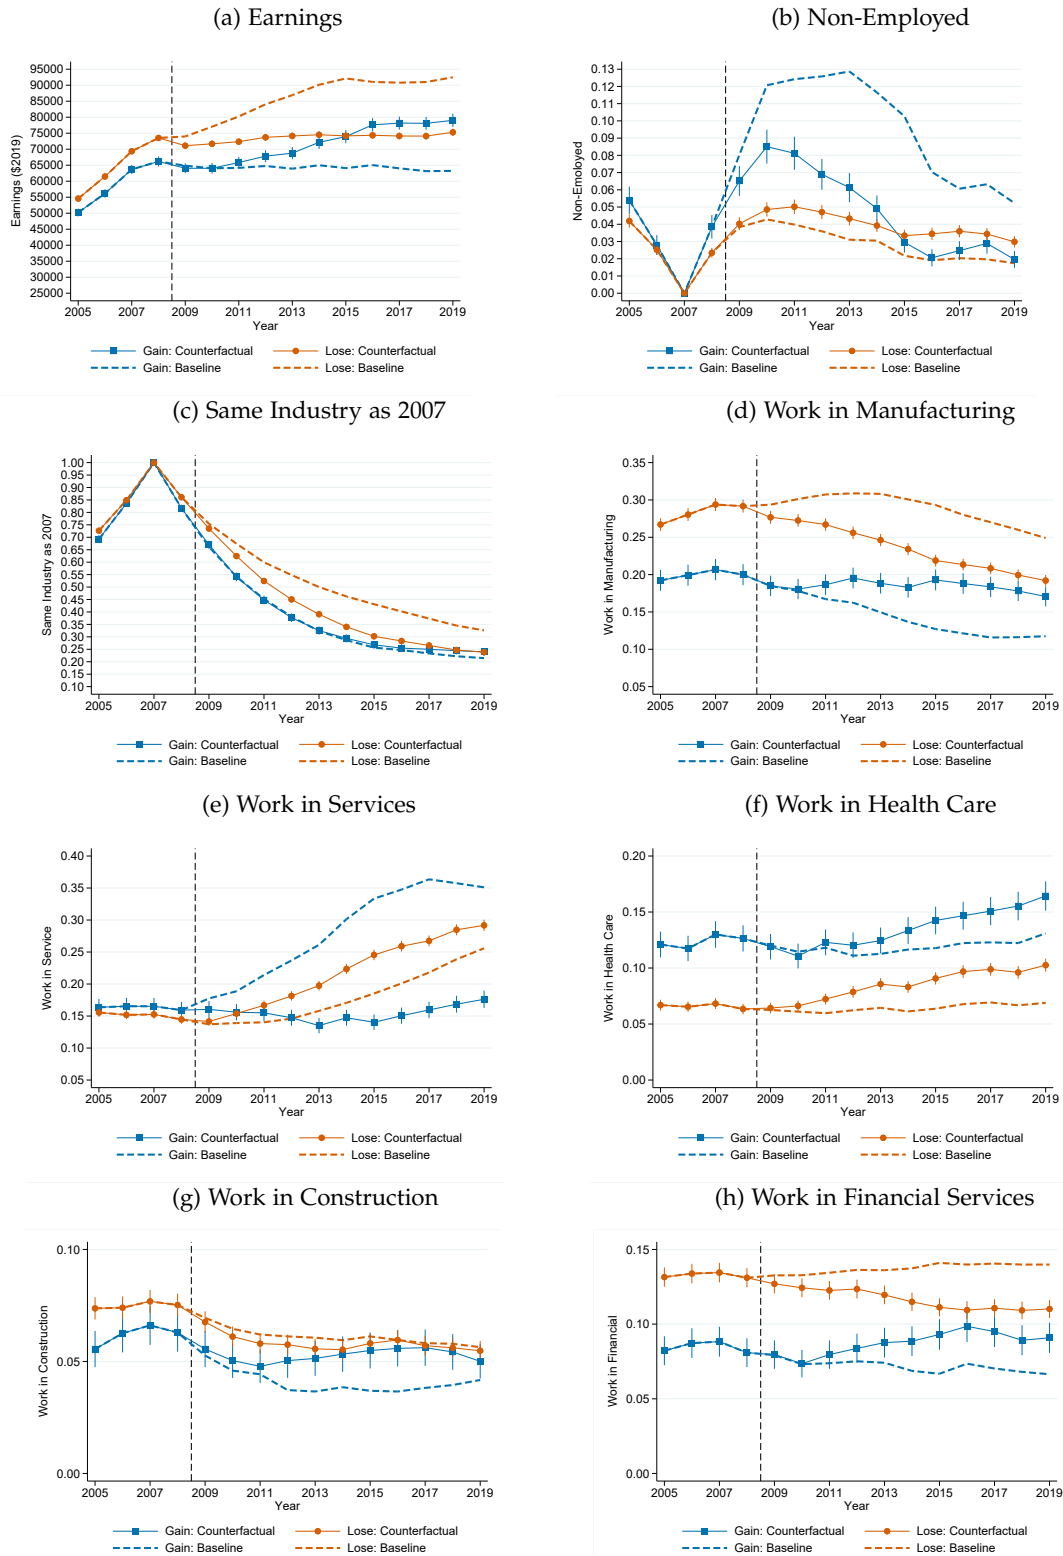 (a) Earnings
95000
90000
85000
80000
75000
70000
65000
60000
55000
50000
45000
40000
35000
30000
25000
Earnings ($2019)
2005 2007 2009 2011 2013 2015 2017 2019
Year
Gain: Counterfactual Lose: Counterfactual
Gain: Baseline Lose: Baseline
(b) Non-Employed
0.13
0.12
0.11
0.10
0.09
0.08
0.07
0.06
0.05
0.04
0.03
0.02
0.01
0.00
Non-Emoloyed
2005 2007 2009 2011 2013 2015 2017 2019
Year
Gain: Counterfactual Lose: Counterfactual
Gain: Baseline Lose: Baseline
(c) Same Industry as 2007
1.00
0.95
0.90
0.85
0.80
0.75
0.70
0.65
0.60
0.55
0.50
0.45
0.40
0.35
0.30
0.25
0.20
0.15
0.10
Same Industry as 2007
2005 2007 2009 2011 2013 2015 2017 2019
Year
Gain: Counterfactual Lose: Counterfactual
Gain: Baseline Lose: Baseline
(d) Work in Manufacturing
0.35
0.30
0.25
0.20
0.15
0.10
0.05
Work in Manufacturing
2005 2007 2009 2011 2013 2015 2017 2019
Year
Gain: Counterfactual Lose: Counterfactual
Gain: Baseline Lose: Baseline
(e) Work in Services
0.40
0.35
0.30
0.25
0.20
0.15
0.10
0.05
Work in Service
2005 2007 2009 2011 2013 2015 2017 2019
Year
Gain: Counterfactual Lose: Counterfactual
Gain: Baseline Lose: Baseline
(f) Work in Health Care
0.20
0.15
0.10
0.05
0.00
Work in Health Care
2005 2007 2009 2011 2013 2015 2017 2019
Year
Gain: Counterfactual Lose: Counterfactual
Gain: Baseline Lose: Baseline
(g) Work in Construction
0.10
0.05
0.00
Work in Construction
2005 2007 2009 2011 2013 2015 2017 2019
Year
Gain: Counterfactual Lose: Counterfactual
Gain: Baseline Lose: Baseline
(h) Work in Financial Services
0.15
0.10
0.05
0.00
Work in Financial
2005 2007 2009 2011 2013 2015 2017 2019
Year
Gain: Counterfactual Lose: Counterfactual
Gain: Baseline Lose: Baseline